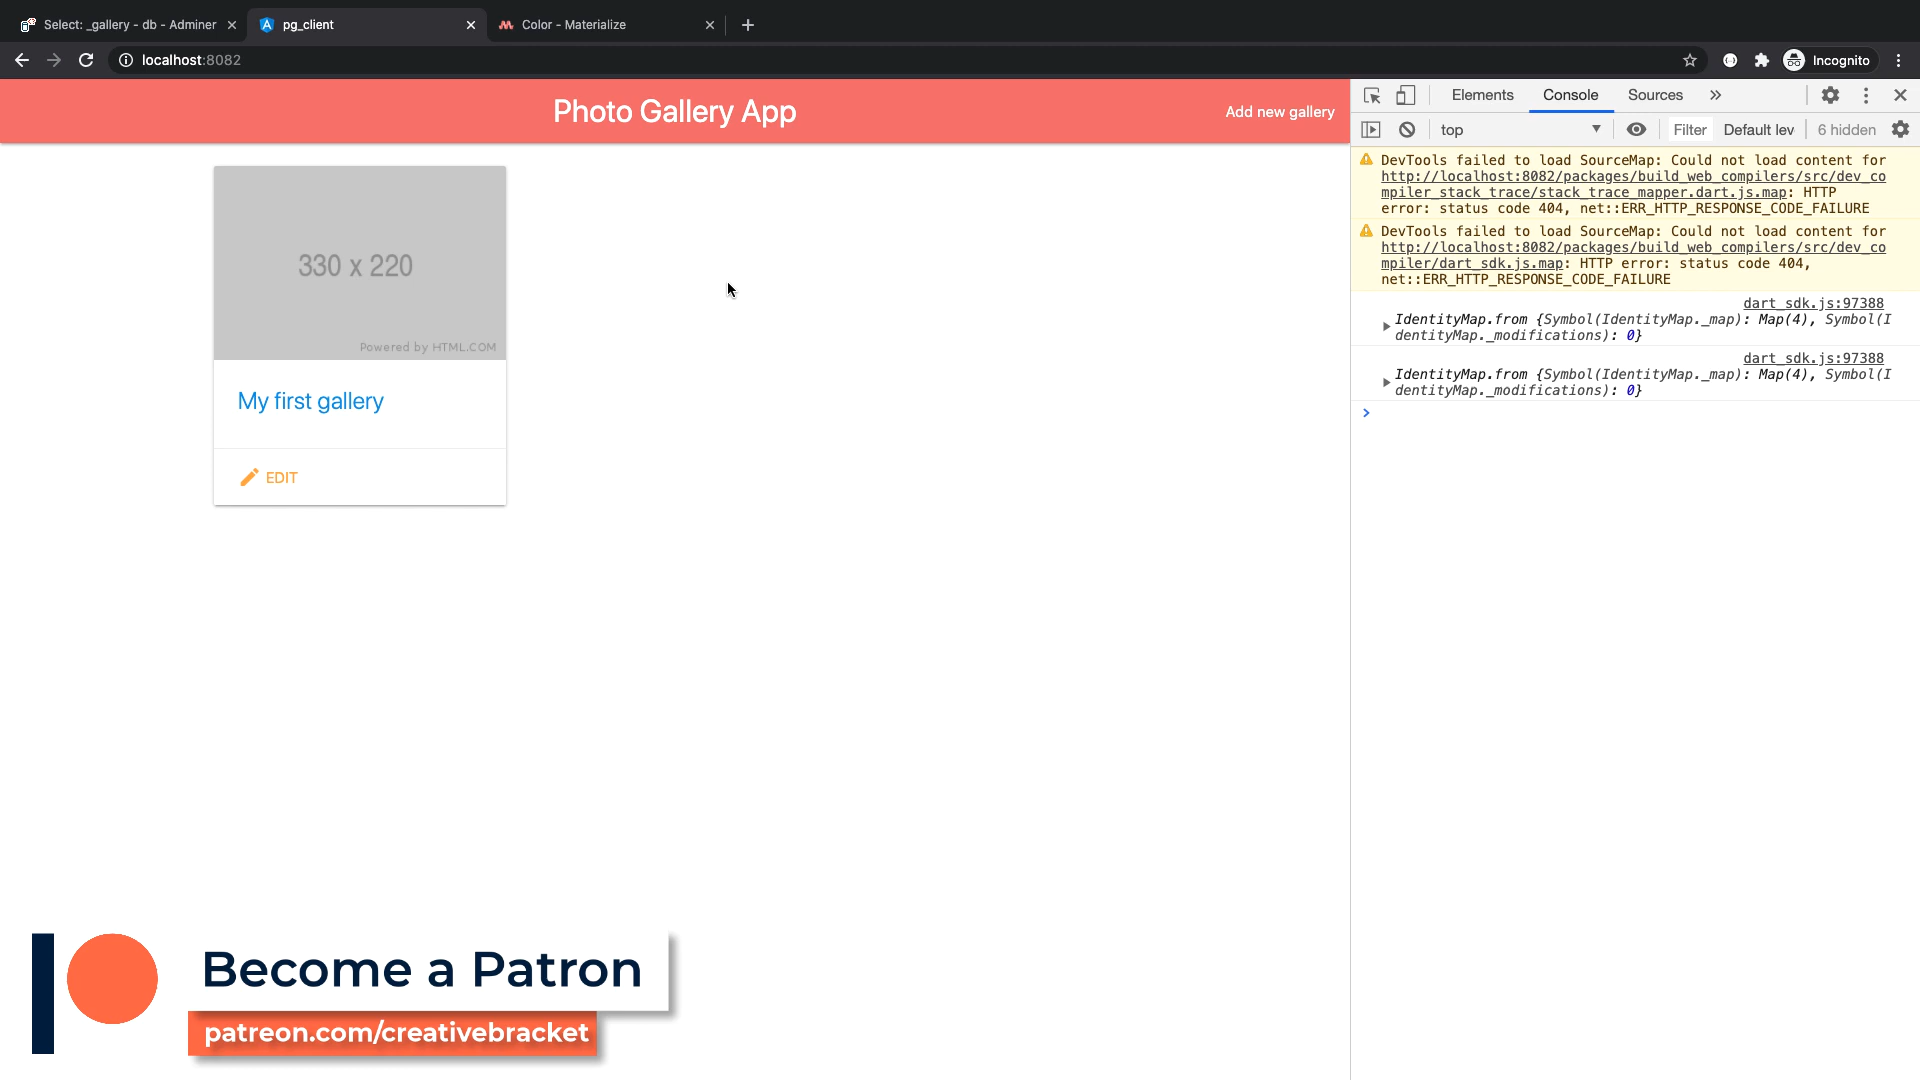 Select: _gallery - db - Adminer
pg_client
Color - Materialize
localhost:8082
Incognito
Photo Gallery App
Add new gallery
330 x 220
Powered by HTML.COM
My first gallery
EDIT
Become a Patron
patreon.com/creativebracket
Elements
Console
Sources
top
Filter
Default lev
6 hidden
DevTools failed to load SourceMap: Could not load content for
http://localhost:8082/packages/build_web_compilers/src/dev_co
mpiler_stack_trace/stack_trace_mapper.dart.js.map: HTTP
error: status code 404, net::ERR_HTTP_RESPONSE_CODE_FAILURE
DevTools failed to load SourceMap: Could not load content for
http://localhost:8082/packages/build_web_compilers/src/dev_co
mpiler/dart_sdk.js.map: HTTP error: status code 404,
net::ERR_HTTP_RESPONSE_CODE_FAILURE
dart_sdk.js:97388
IdentityMap.from {Symbol(IdentityMap._map): Map(4), Symbol(I
dentityMap._modifications): 0}
dart_sdk.js:97388
IdentityMap.from {Symbol(IdentityMap._map): Map(4), Symbol(I
dentityMap._modifications): 0}